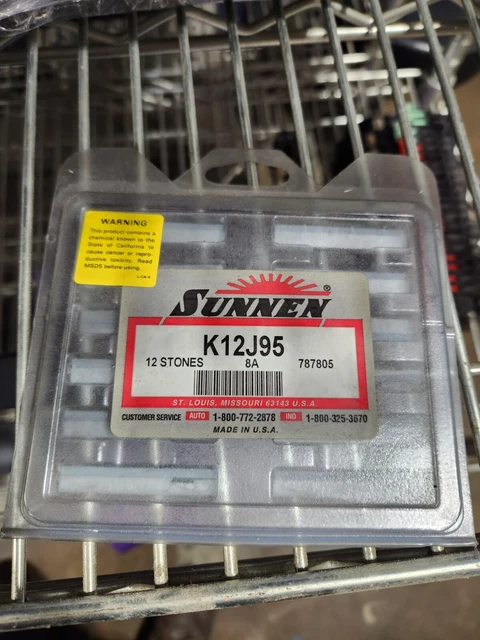 WARNING
This product contains a
chemical known to the
State of California to
cause cancer or repro-
ductive toxicity. Read
MSDS before using.
SUNNEN®
K12J95
12 STONES 8A 787805
ST. LOUIS, MISSOURI 63143 U.S.A.
CUSTOMER SERVICE AUTO 1-800-772-2878 IND 1-800-325-3670
MADE IN U.S.A.